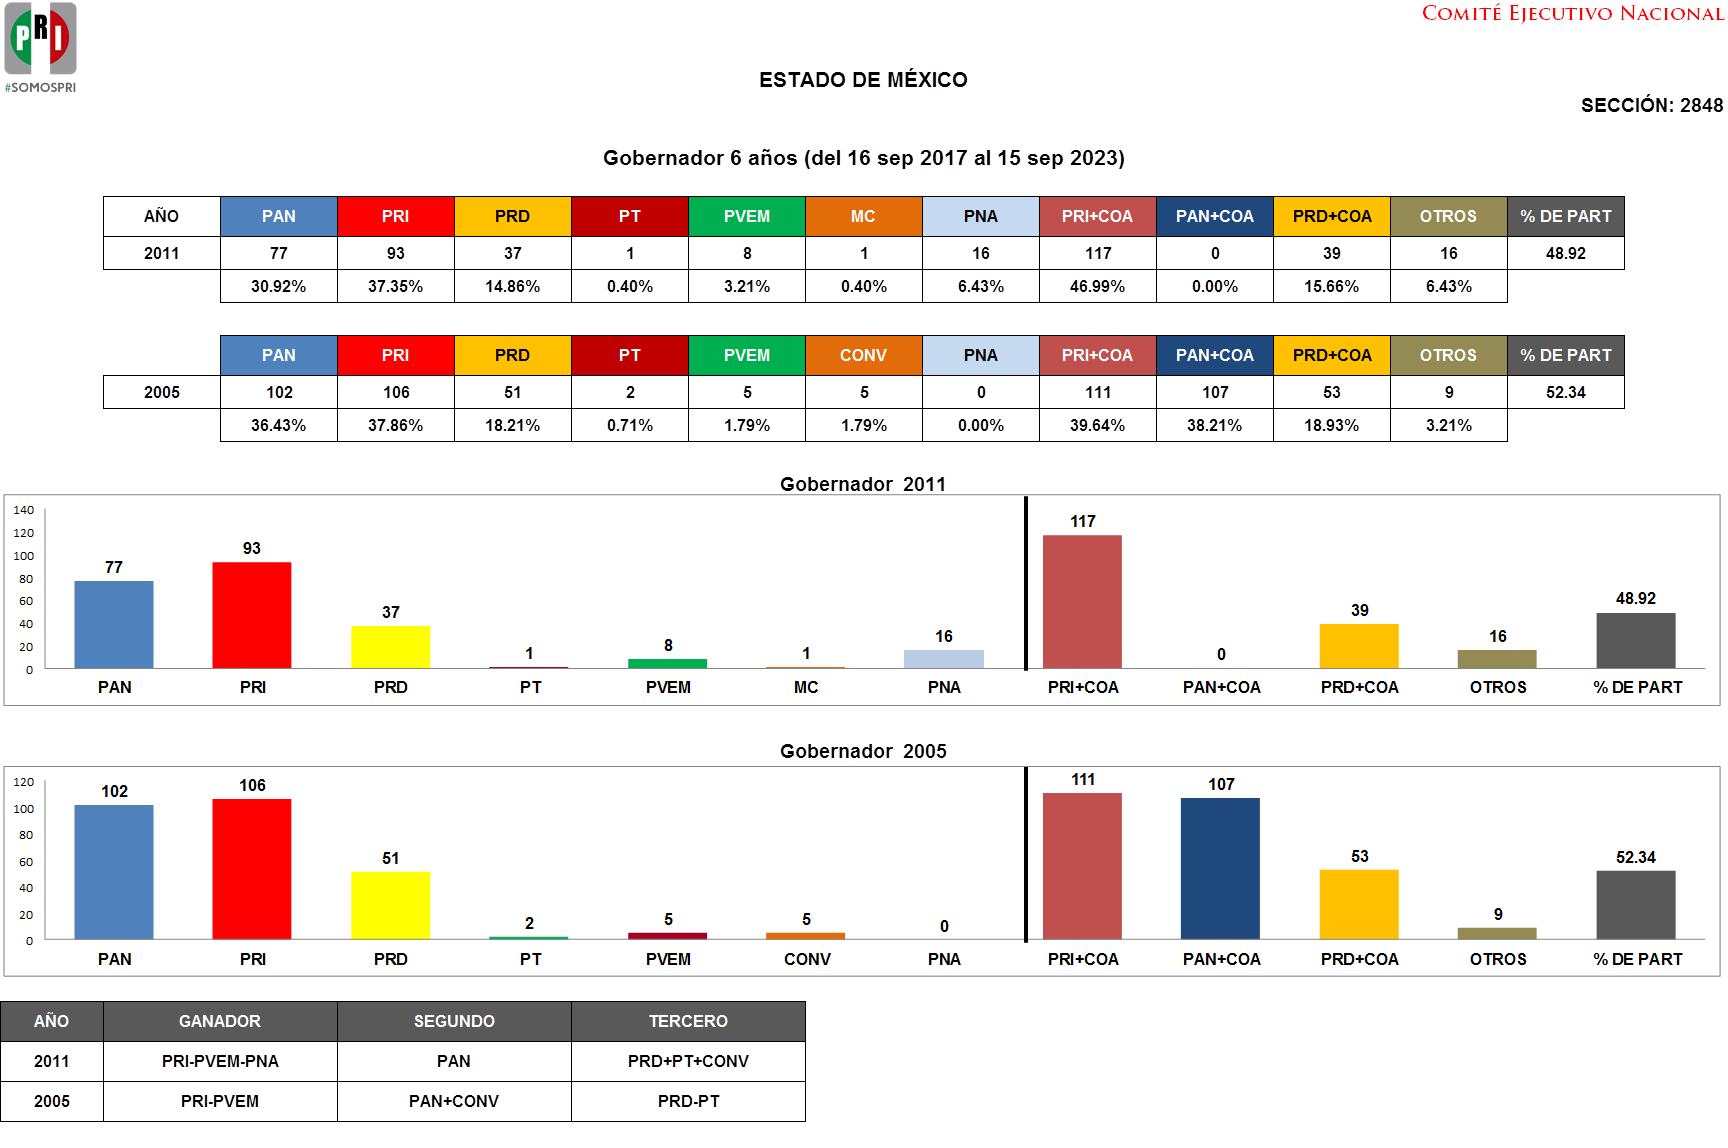 PRI
#SOMOSPRI
COMITÉ EJECUTIVO NACIONAL
ESTADO DE MÉXICO
SECCIÓN: 2848
Gobernador 6 años (del 16 sep 2017 al 15 sep 2023)
AÑO PAN PRI PRD PT PVEM MC PNA PRI+COA PAN+COA PRD+COA OTROS % DE PART
2011 77 93 37 1 8 1 16 117 0 39 16 48.92
30.92% 37.35% 14.86% 0.40% 3.21% 0.40% 6.43% 46.99% 0.00% 15.66% 6.43%
PAN PRI PRD PT PVEM CONV PNA PRI+COA PAN+COA PRD+COA OTROS % DE PART
2005 102 106 51 2 5 5 0 111 107 53 9 52.34
36.43% 37.86% 18.21% 0.71% 1.79% 1.79% 0.00% 39.64% 38.21% 18.93% 3.21%
Gobernador 2011
140
120
100
80
60
40
20
0
77 93 37 1 8 1 16 117 0 39 16 48.92
PAN PRI PRD PT PVEM MC PNA PRI+COA PAN+COA PRD+COA OTROS % DE PART
Gobernador 2005
120
100
80
60
40
20
0
102 106 51 2 5 5 0 111 107 53 9 52.34
PAN PRI PRD PT PVEM CONV PNA PRI+COA PAN+COA PRD+COA OTROS % DE PART
AÑO GANADOR SEGUNDO TERCERO
2011 PRI-PVEM-PNA PAN PRD+PT+CONV
2005 PRI-PVEM PAN+CONV PRD-PT